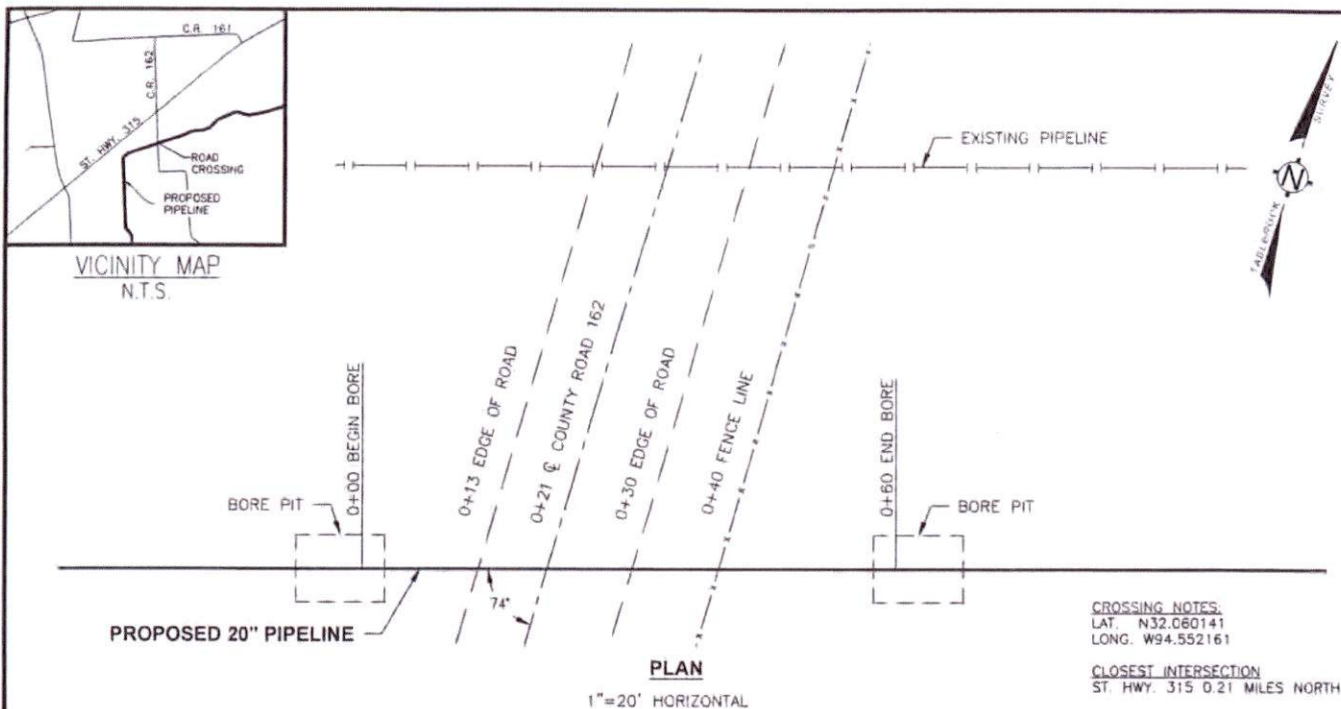 C.R. 161
C.R. 162
ST. HWY. 315
ROAD
CROSSING
PROPOSED
PIPELINE
VICINITY MAP
N.T.S.
EXISTING PIPELINE
SURVEY
N
TABLEROCK
0+00 BEGIN BORE
0+13 EDGE OF ROAD
0+21 ℄ COUNTY ROAD 162
0+30 EDGE OF ROAD
0+40 FENCE LINE
0+60 END BORE
BORE PIT
BORE PIT
74°
PROPOSED 20" PIPELINE
PLAN
1"=20' HORIZONTAL
CROSSING NOTES:
LAT. N32.060141
LONG. W94.552161
CLOSEST INTERSECTION
ST. HWY. 315 0.21 MILES NORTH